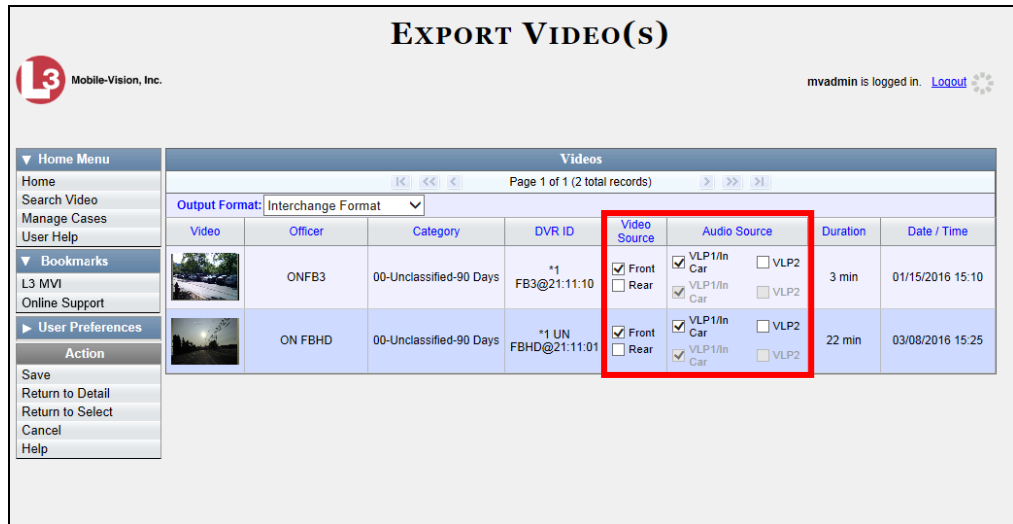 EXPORT VIDEO(S)
L3 Mobile-Vision, Inc.
mvadmin is logged in. Logout
▼ Home Menu
Home
Search Video
Manage Cases
User Help
▼ Bookmarks
L3 MVI
Online Support
▶ User Preferences
Action
Save
Return to Detail
Return to Select
Cancel
Help
Videos
Page 1 of 1 (2 total records)
Output Format: Interchange Format
Video Officer Category DVR ID Video Source Audio Source Duration Date / Time
ONFB3 00-Unclassified-90 Days *1 FB3@21:11:10 Front Rear VLP1/In Car VLP2 VLP1/In Car VLP2 3 min 01/15/2016 15:10
ON FBHD 00-Unclassified-90 Days *1 UN FBHD@21:11:01 Front Rear VLP1/In Car VLP2 VLP1/In Car VLP2 22 min 03/08/2016 15:25